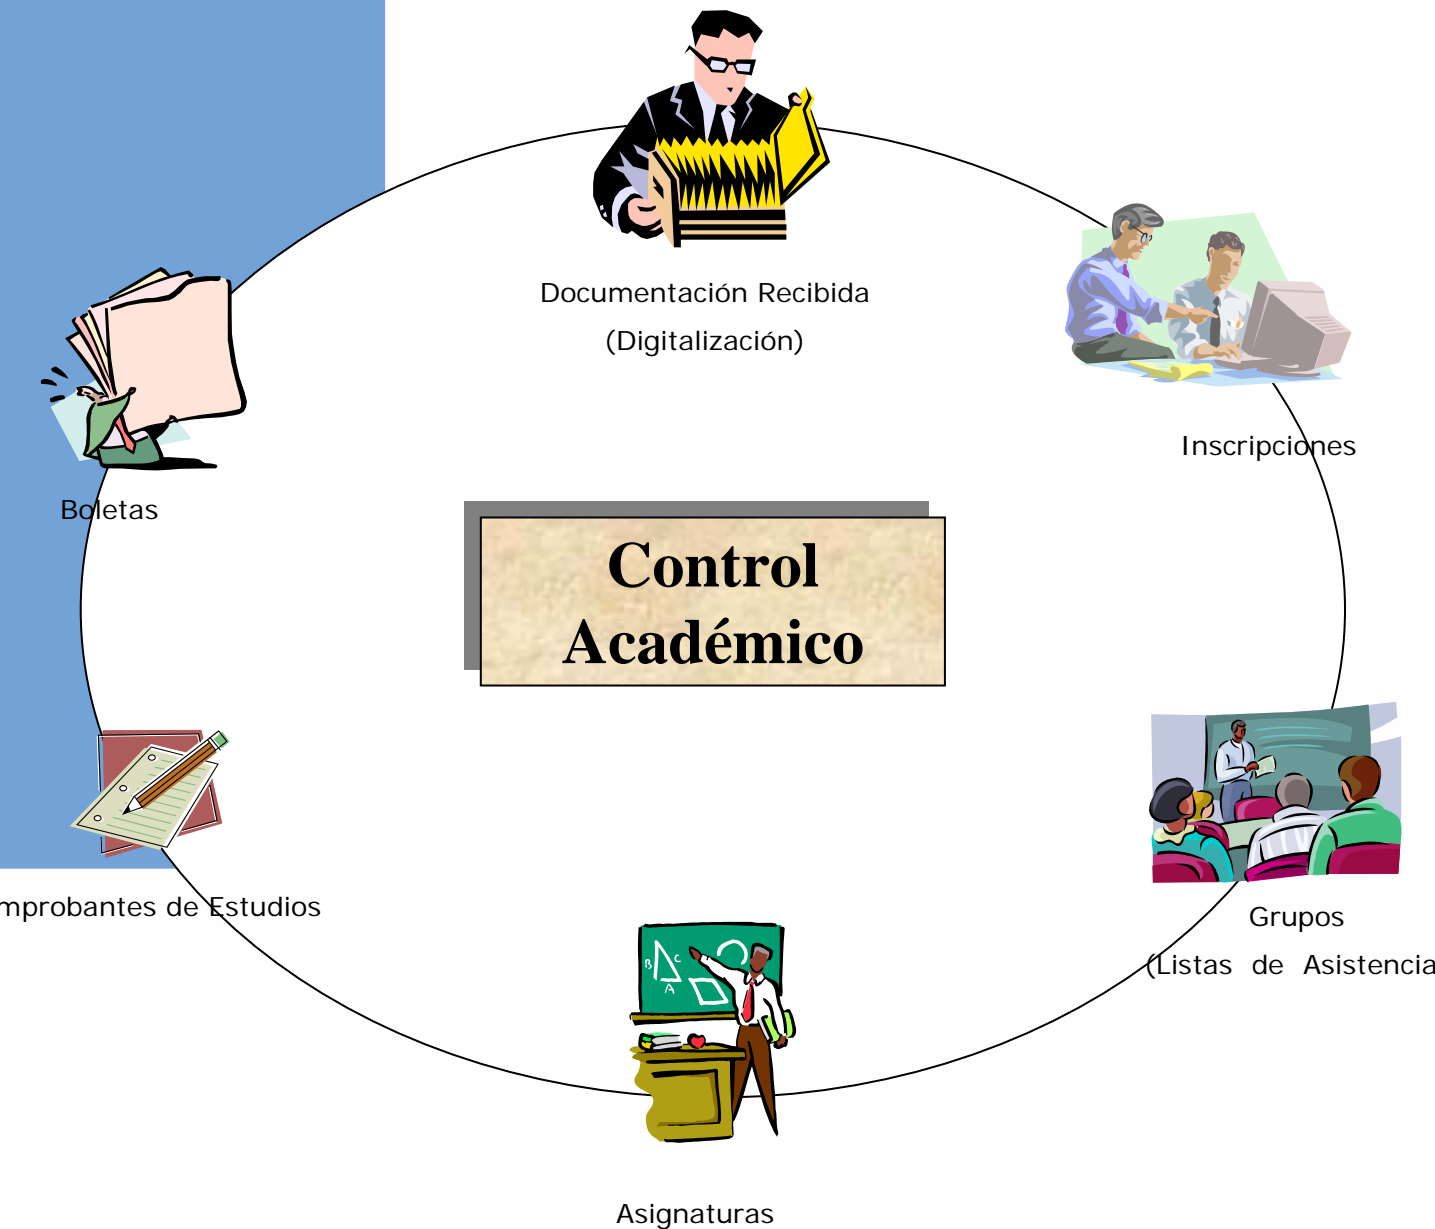 Documentación Recibida
(Digitalización)
Inscripciones
Boletas
Control
Académico
mprobantes de Estudios
Grupos
(Listas de Asistencia
B
C
A
Asignaturas